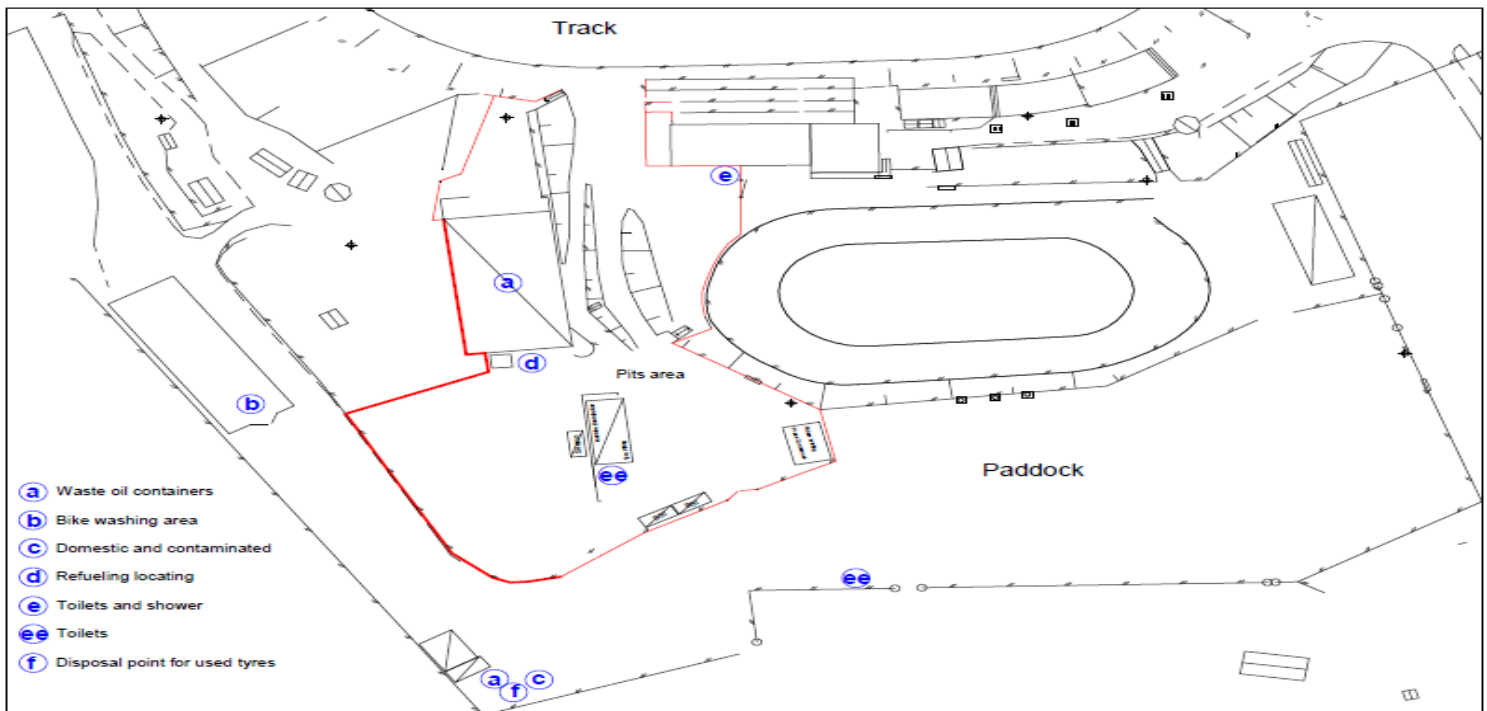 Track
e
a
d
Pits area
b
ee
Paddock
a Waste oil containers
b Bike washing area
c Domestic and contaminated
d Refueling locating
e Toilets and shower
ee Toilets
f Disposal point for used tyres
ee
a
c
f